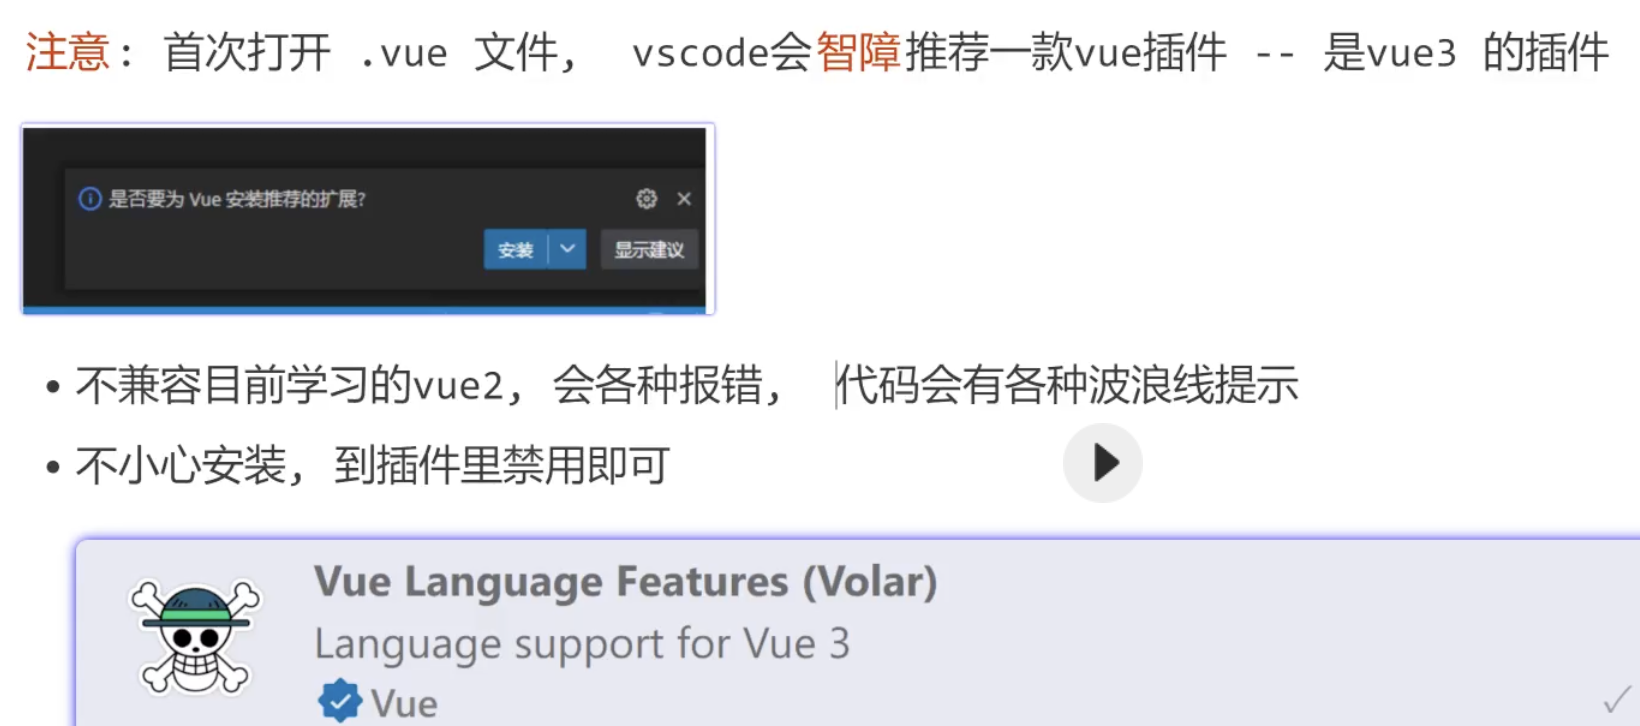 注意: 首次打开 .vue 文件, vscode会智障推荐一款vue插件 -- 是vue3 的插件
是否要为 Vue 安装推荐的扩展?
安装 显示建议
• 不兼容目前学习的vue2, 会各种报错, 代码会有各种波浪线提示
• 不小心安装, 到插件里禁用即可
Vue Language Features (Volar)
Language support for Vue 3
Vue